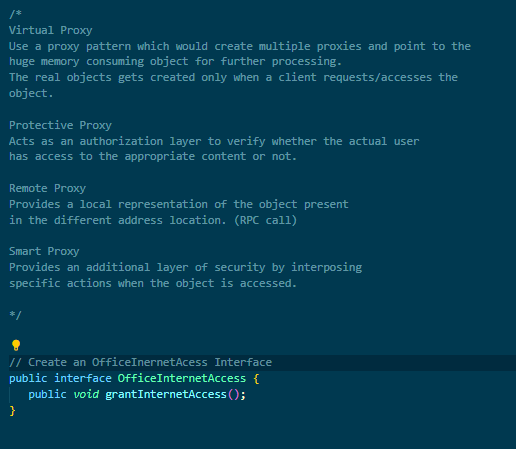 /*
Virtual Proxy
Use a proxy pattern which would create multiple proxies and point to the
huge memory consuming object for further processing.
The real objects gets created only when a client requests/accesses the
object.

Protective Proxy
Acts as an authorization layer to verify whether the actual user
has access to the appropriate content or not.

Remote Proxy
Provides a local representation of the object present
in the different address location. (RPC call)

Smart Proxy
Provides an additional layer of security by interposing
specific actions when the object is accessed.

*/

// Create an OfficeInernetAcess Interface
public interface OfficeInternetAccess {
   public void grantInternetAccess();
}